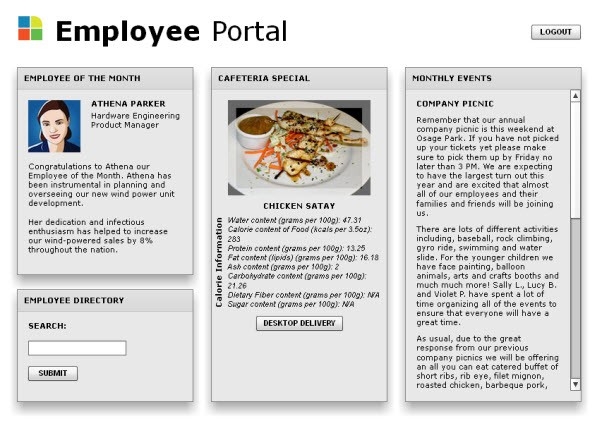 Employee Portal
LOGOUT
EMPLOYEE OF THE MONTH
ATHENA PARKER
Hardware Engineering
Product Manager
Congratulations to Athena our
Employee of the Month. Athena has
been instrumental in planning and
overseeing our new wind power unit
development.
Her dedication and infectious
enthusiasm has helped to increase
our wind-powered sales by 8%
throughout the nation.
EMPLOYEE DIRECTORY
SEARCH:
SUBMIT
CAFETERIA SPECIAL
CHICKEN SATAY
Calorie Information
Water content (grams per 100g): 47.31
Calorie content of Food (kcals per 3.5oz):
283
Protein content (grams per 100g): 13.25
Fat content (lipids) (grams per 100g): 16.18
Ash content (grams per 100g): 2
Carbohydrate content (grams per 100g):
21.26
Dietary Fiber content (grams per 100g): N/A
Sugar content (grams per 100g): N/A
DESKTOP DELIVERY
MONTHLY EVENTS
COMPANY PICNIC
Remember that our annual
company picnic is this weekend at
Osage Park. If you have not picked
up your tickets yet please make
sure to pick them up by Friday no
later than 3 PM. We are expecting
to have the largest turn out this
year and are excited that almost
all of our employees and their
families and friends will be joining
us.
There are lots of different activities
including, baseball, rock climbing,
gyro ride, swimming and water
slide. For the younger children we
have face painting, balloon
animals, arts and crafts booths and
much much more! Sally L., Lucy B.
and Violet P. have spent a lot of
time organizing all of the events to
ensure that everyone will have a
great time.
As usual, due to the great
response from our previous
company picnics we will be offering
an all you can eat catered buffet of
short ribs, rib eye, filet mignon,
roasted chicken, barbeque pork,